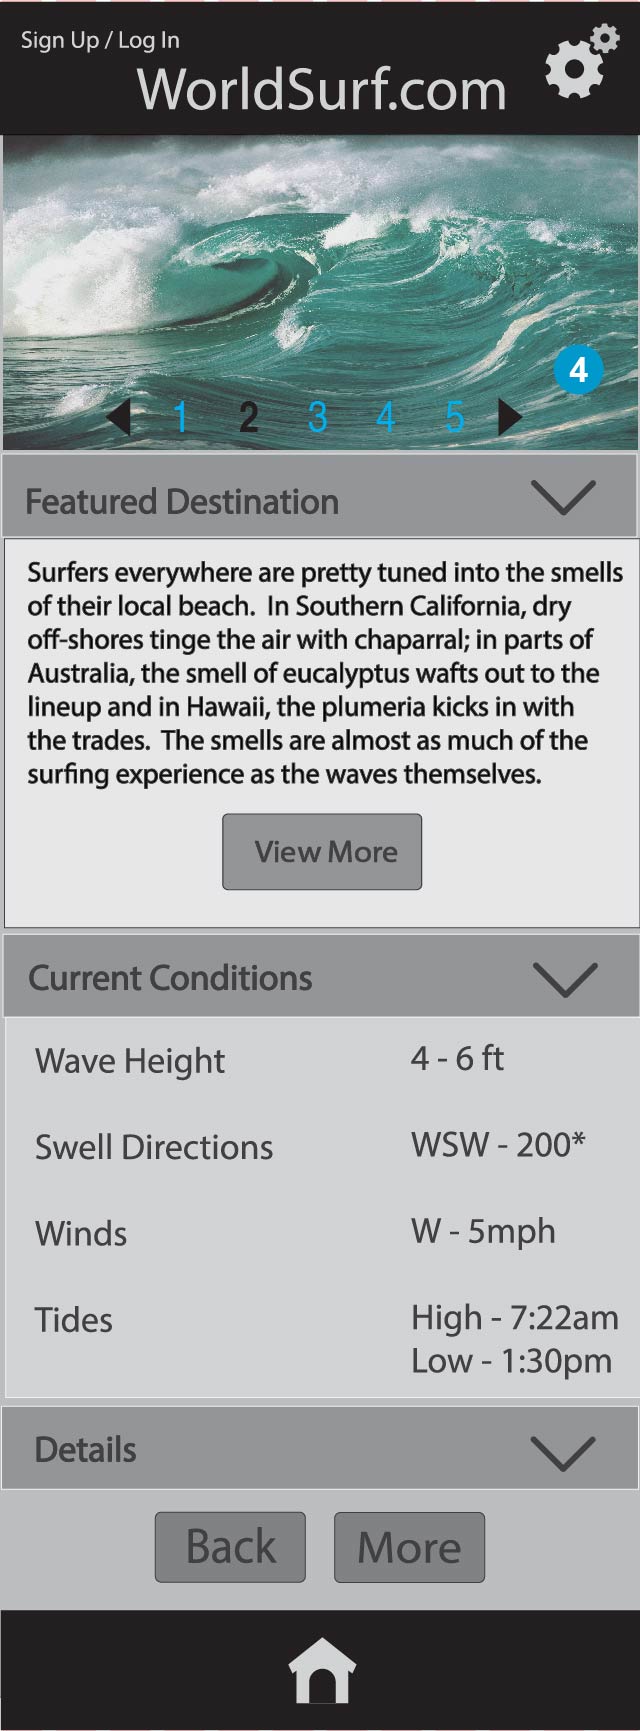 Sign Up / Log In
WorldSurf.com
4
1 2 3 4 5
Featured Destination
Surfers everywhere are pretty tuned into the smells
of their local beach.  In Southern California, dry
off-shores tinge the air with chaparral; in parts of
Australia, the smell of eucalyptus wafts out to the
lineup and in Hawaii, the plumeria kicks in with
the trades.  The smells are almost as much of the
surfing experience as the waves themselves.
View More
Current Conditions
Wave Height 4 - 6 ft
Swell Directions WSW - 200*
Winds W - 5mph
Tides High - 7:22am
Low - 1:30pm
Details
Back More